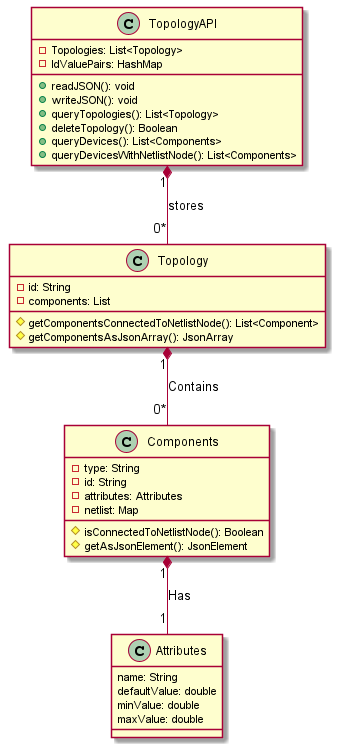 C TopologyAPI
Topologies: List<Topology>
IdValuePairs: HashMap
readJSON(): void
writeJSON(): void
queryTopologies(): List<Topology>
deleteTopology(): Boolean
queryDevices(): List<Components>
queryDevicesWithNetlistNode(): List<Components>
1
stores
0*
C Topology
id: String
components: List
getComponentsConnectedToNetlistNode(): List<Component>
getComponentsAsJsonArray(): JsonArray
1
Contains
0*
C Components
type: String
id: String
attributes: Attributes
netlist: Map
isConnectedToNetlistNode(): Boolean
getAsJsonElement(): JsonElement
1
Has
1
C Attributes
name: String
defaultValue: double
minValue: double
maxValue: double